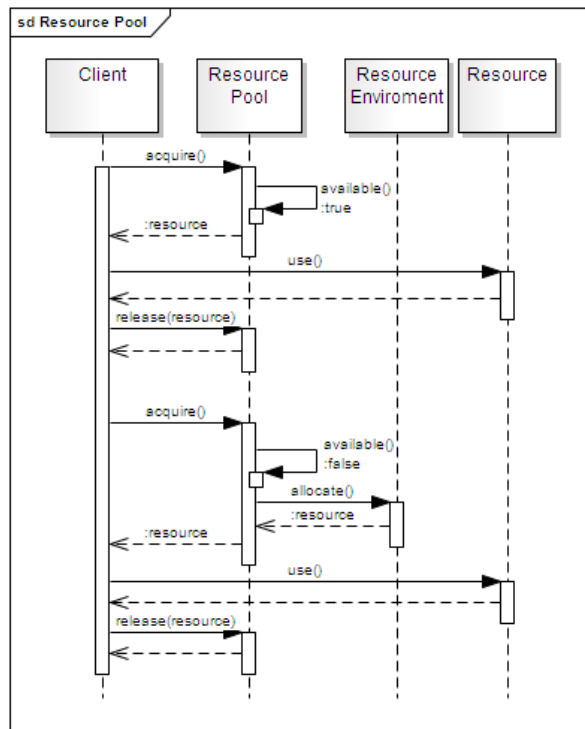 sd Resource Pool
Client
Resource
Pool
Resource
Enviroment
Resource
acquire()
available()
:true
:resource
use()
release(resource)
acquire()
available()
:false
allocate()
:resource
:resource
use()
release(resource)